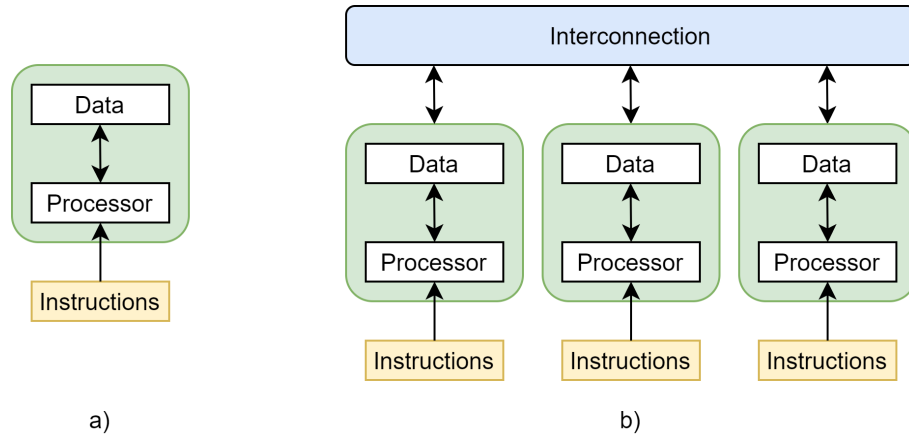 Data
Processor
Instructions
a)
Interconnection
Data
Data
Data
Processor
Processor
Processor
Instructions
Instructions
Instructions
b)